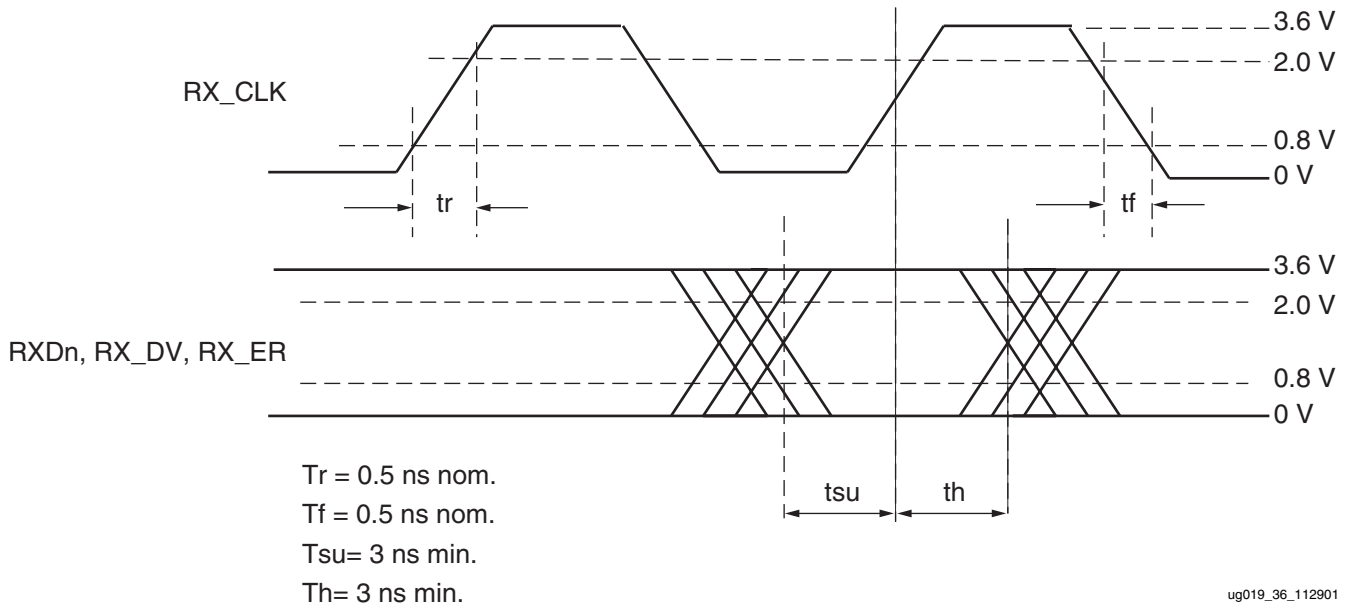 3.6 V
2.0 V
RX_CLK
0.8 V
0 V
tr
tf
3.6 V
2.0 V
RXDn, RX_DV, RX_ER
0.8 V
0 V
Tr = 0.5 ns nom.
tsu
th
Tf = 0.5 ns nom.
Tsu= 3 ns min.
Th= 3 ns min.
ug019_36_112901